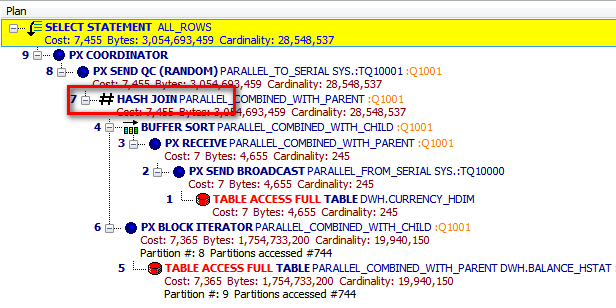 Plan
SELECT STATEMENT ALL_ROWS
Cost: 7,455 Bytes: 3,054,693,459 Cardinality: 28,548,537
9 PX COORDINATOR
8 PX SEND QC (RANDOM) PARALLEL_TO_SERIAL SYS.:TQ10001 :Q1001
Cost: 7,455 Bytes: 3,054,693,459 Cardinality: 28,548,537
7 HASH JOIN PARALLEL_COMBINED_WITH_PARENT :Q1001
Cost: 7,455 Bytes: 3,054,693,459 Cardinality: 28,548,537
4 BUFFER SORT PARALLEL_COMBINED_WITH_CHILD :Q1001
3 PX RECEIVE PARALLEL_COMBINED_WITH_PARENT :Q1001
Cost: 7 Bytes: 4,655 Cardinality: 245
2 PX SEND BROADCAST PARALLEL_FROM_SERIAL SYS.:TQ10000
Cost: 7 Bytes: 4,655 Cardinality: 245
1 TABLE ACCESS FULL TABLE DWH.CURRENCY_HDIM
Cost: 7 Bytes: 4,655 Cardinality: 245
6 PX BLOCK ITERATOR PARALLEL_COMBINED_WITH_CHILD :Q1001
Cost: 7,365 Bytes: 1,754,733,200 Cardinality: 19,940,150
Partition #: 8 Partitions accessed #744
5 TABLE ACCESS FULL TABLE PARALLEL_COMBINED_WITH_PARENT DWH.BALANCE_HSTAT
Cost: 7,365 Bytes: 1,754,733,200 Cardinality: 19,940,150
Partition #: 9 Partitions accessed #744